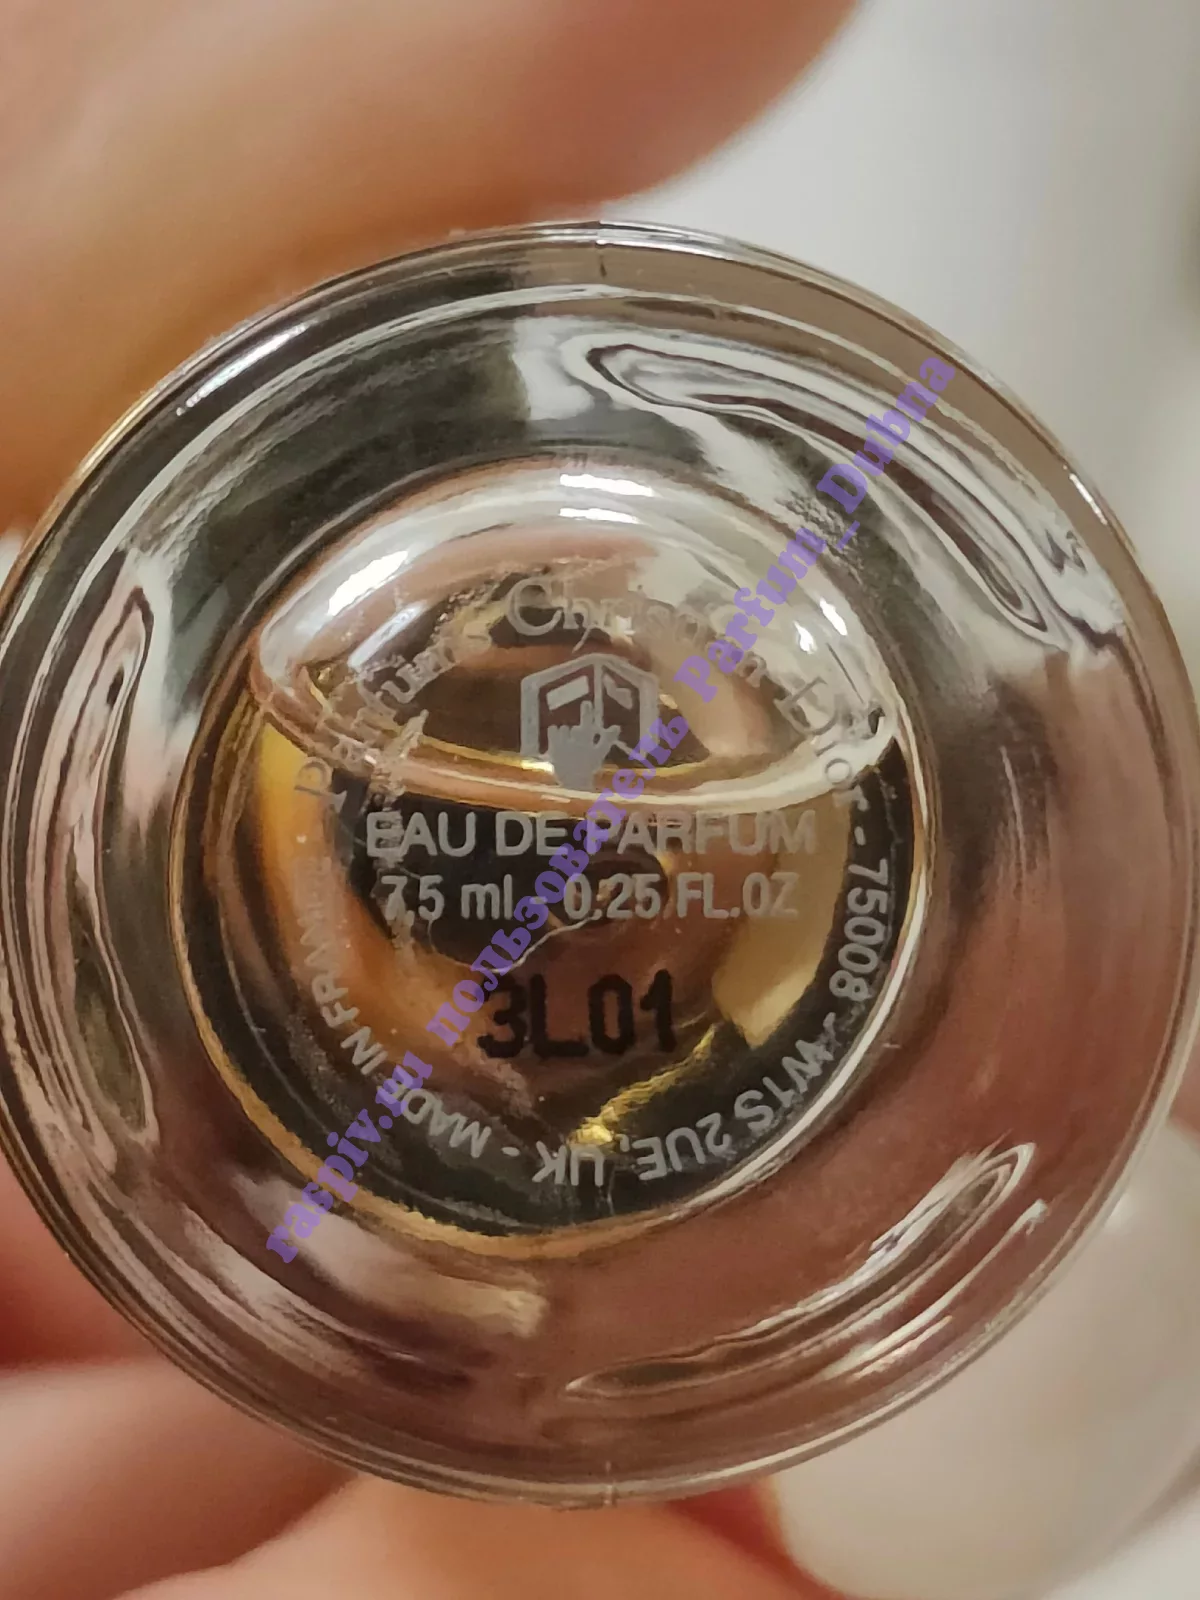 Parfums Christian Dior - 75008 . W1S 2UE, UK - MADE IN FRANCE
EAU DE PARFUM
7,5 ml - 0.25 FL.OZ
3L01
raspiv.ru пользователь Parfum_Dubna